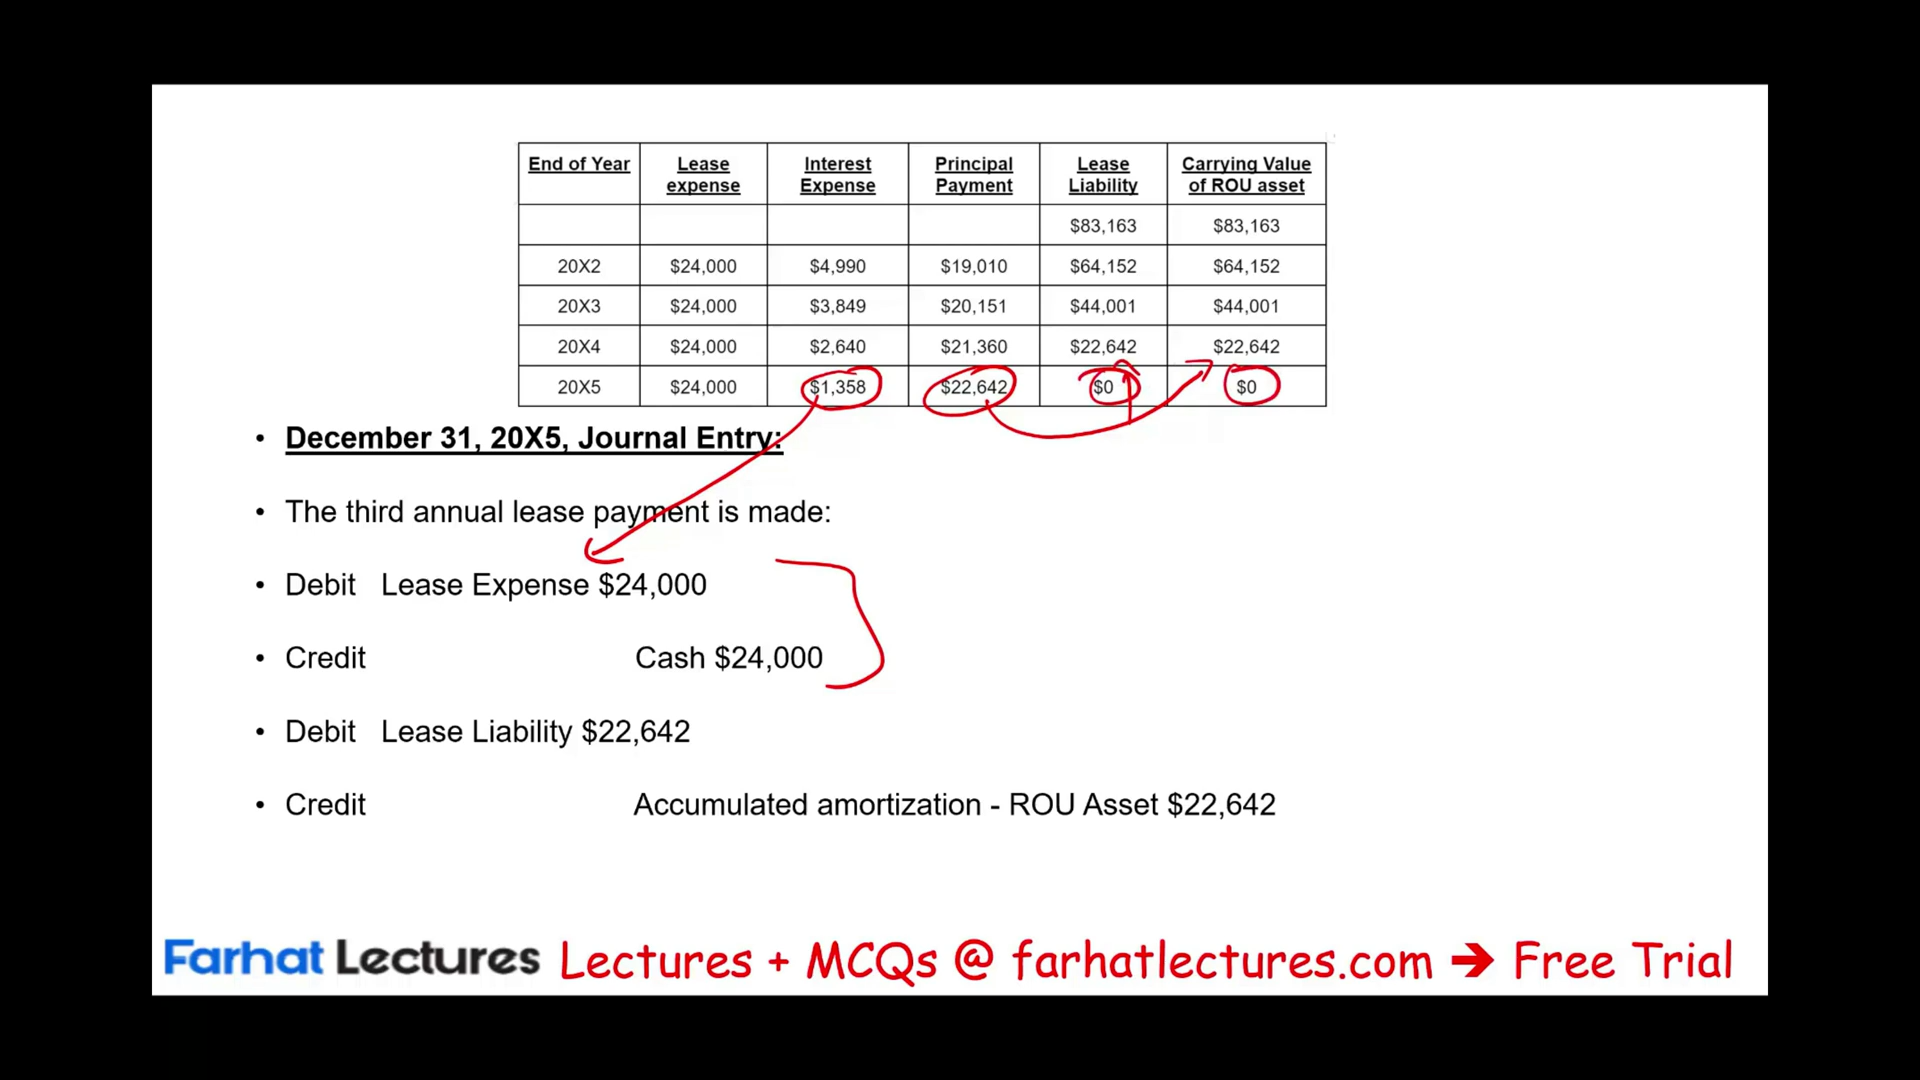 End of Year Lease expense Interest Expense Principal Payment Lease Liability Carrying Value of ROU asset
$83,163 $83,163
20X2 $24,000 $4,990 $19,010 $64,152 $64,152
20X3 $24,000 $3,849 $20,151 $44,001 $44,001
20X4 $24,000 $2,640 $21,360 $22,642 $22,642
20X5 $24,000 $1,358 $22,642 $0 $0
• December 31, 20X5, Journal Entry:
• The third annual lease payment is made:
• Debit Lease Expense $24,000
• Credit Cash $24,000
• Debit Lease Liability $22,642
• Credit Accumulated amortization - ROU Asset $22,642
Farhat Lectures Lectures + MCQs @ farhatlectures.com ➔ Free Trial